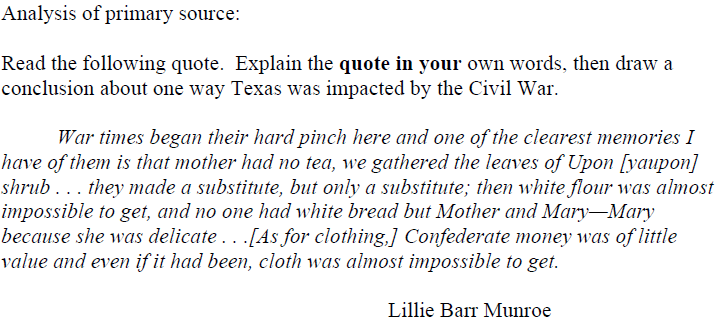 Analysis of primary source:
Read the following quote.  Explain the quote in your own words, then draw a
conclusion about one way Texas was impacted by the Civil War.
War times began their hard pinch here and one of the clearest memories I
have of them is that mother had no tea, we gathered the leaves of Upon [yaupon]
shrub . . . they made a substitute, but only a substitute; then white flour was almost
impossible to get, and no one had white bread but Mother and Mary—Mary
because she was delicate . . .[As for clothing,] Confederate money was of little
value and even if it had been, cloth was almost impossible to get.
Lillie Barr Munroe